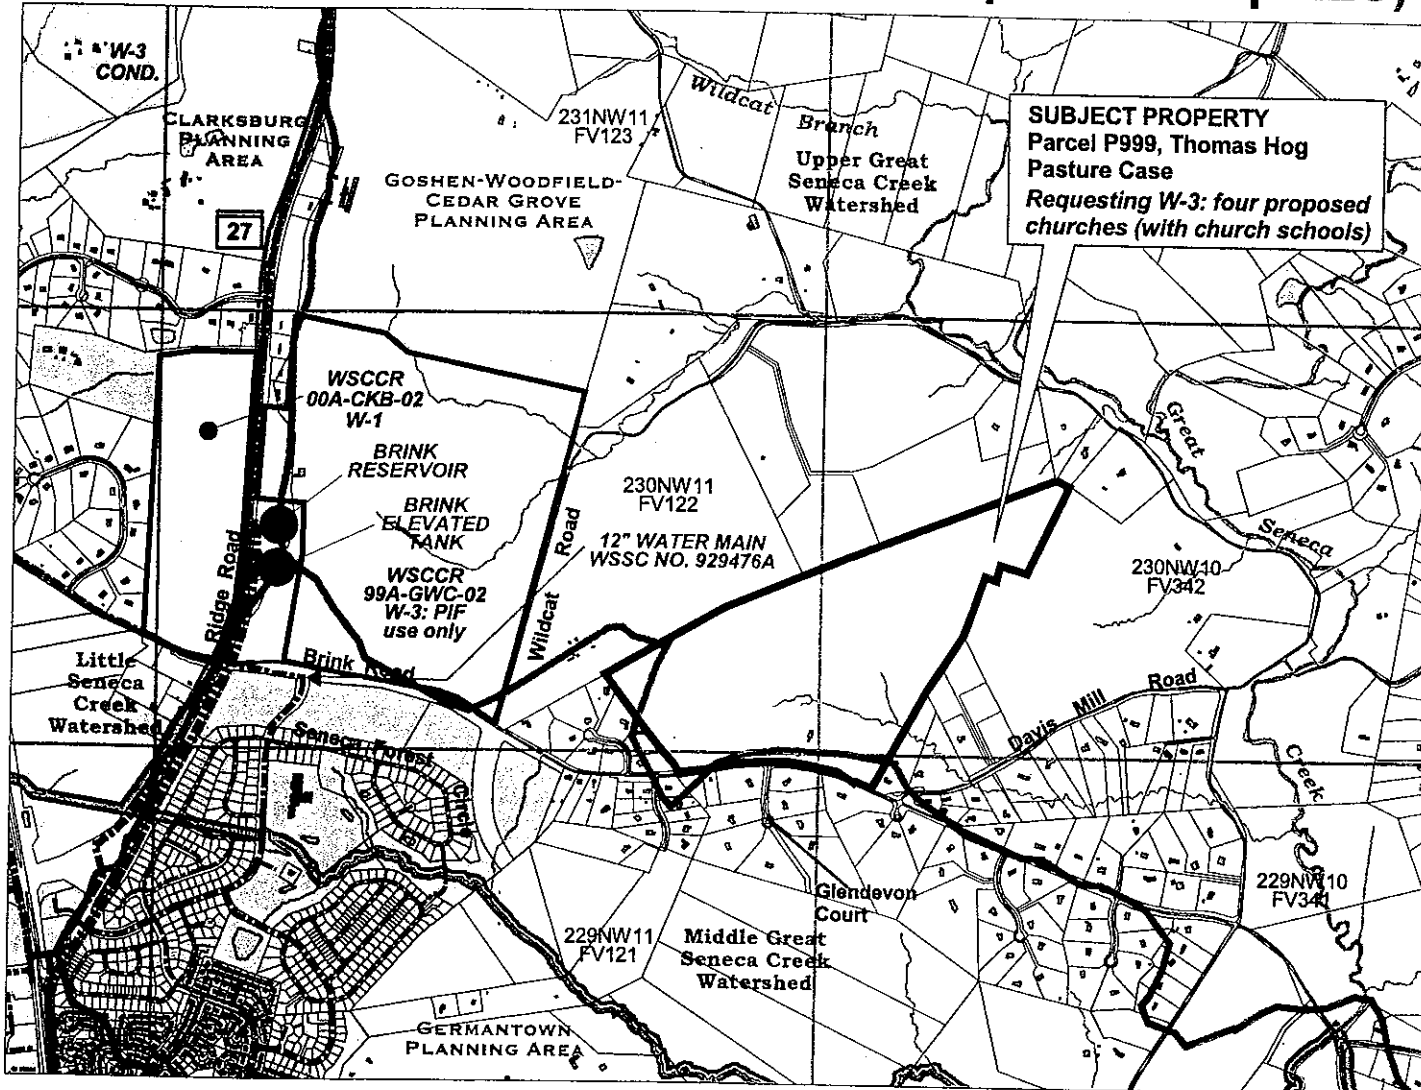 W-3
COND.
CLARKSBURG
PLANNING
AREA
27
GOSHEN-WOODFIELD-
CEDAR GROVE
PLANNING AREA
231NW11
FV123
Wildcat
Branch
Upper Great
Seneca Creek
Watershed
SUBJECT PROPERTY
Parcel P999, Thomas Hog
Pasture Case
Requesting W-3: four proposed
churches (with church schools)
WSCCR
00A-CKB-02
W-1
BRINK
RESERVOIR
BRINK
ELEVATED
TANK
WSCCR
99A-GWC-02
W-3: PIF
use only
230NW11
FV122
12" WATER MAIN
WSSC NO. 929476A
Wildcat Road
Ridge Road
Brink Road
Great
Seneca
Creek
230NW10
FV342
Davis Mill Road
Little
Seneca
Creek
Watershed
Seneca Forest
Circle
Glendevon
Court
229NW11
FV121
Middle Great
Seneca Creek
Watershed
229NW10
FV341
GERMANTOWN
PLANNING AREA